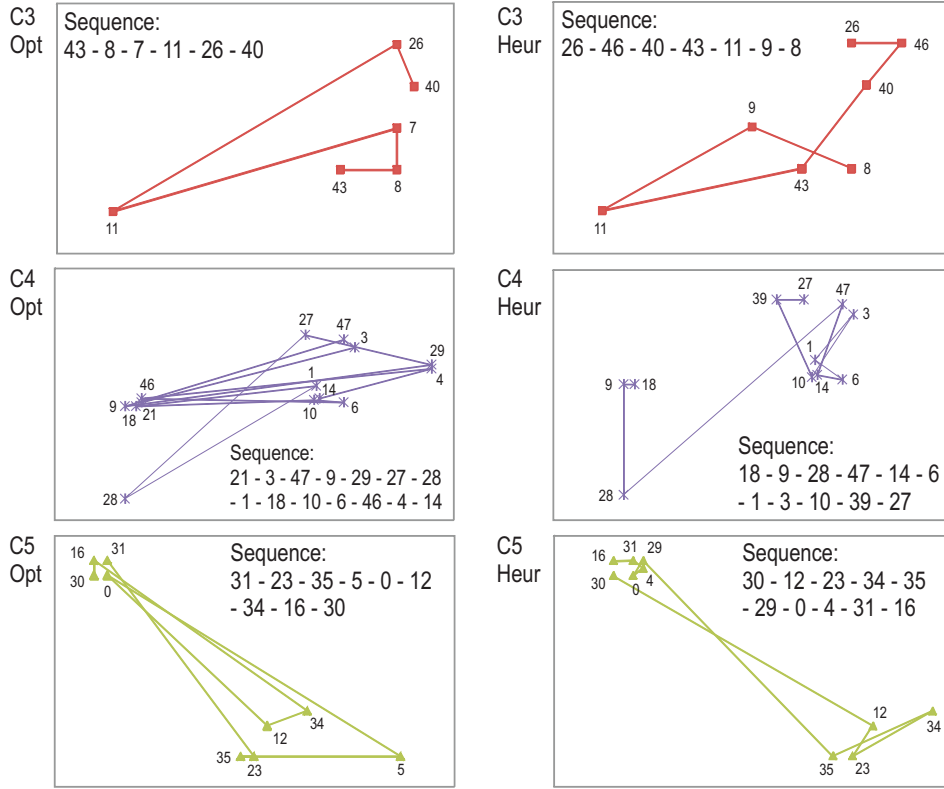 C3
Opt
Sequence:
43 - 8 - 7 - 11 - 26 - 40
26
40
7
43
8
11
C3
Heur
Sequence:
26 - 46 - 40 - 43 - 11 - 9 - 8
26
46
40
9
8
43
11
C4
Opt
27
47
3
29
4
1
46
14
9
18
21
10
6
28
Sequence:
21 - 3 - 47 - 9 - 29 - 27 - 28
- 1 - 18 - 10 - 6 - 46 - 4 - 14
C4
Heur
39
27
47
3
1
10
14
6
9
18
28
Sequence:
18 - 9 - 28 - 47 - 14 - 6
- 1 - 3 - 10 - 39 - 27
C5
Opt
16
31
30
0
Sequence:
31 - 23 - 35 - 5 - 0 - 12
- 34 - 16 - 30
34
12
35
23
5
C5
Heur
16
31
29
30
0
4
Sequence:
30 - 12 - 23 - 34 - 35
- 29 - 0 - 4 - 31 - 16
12
34
35
23